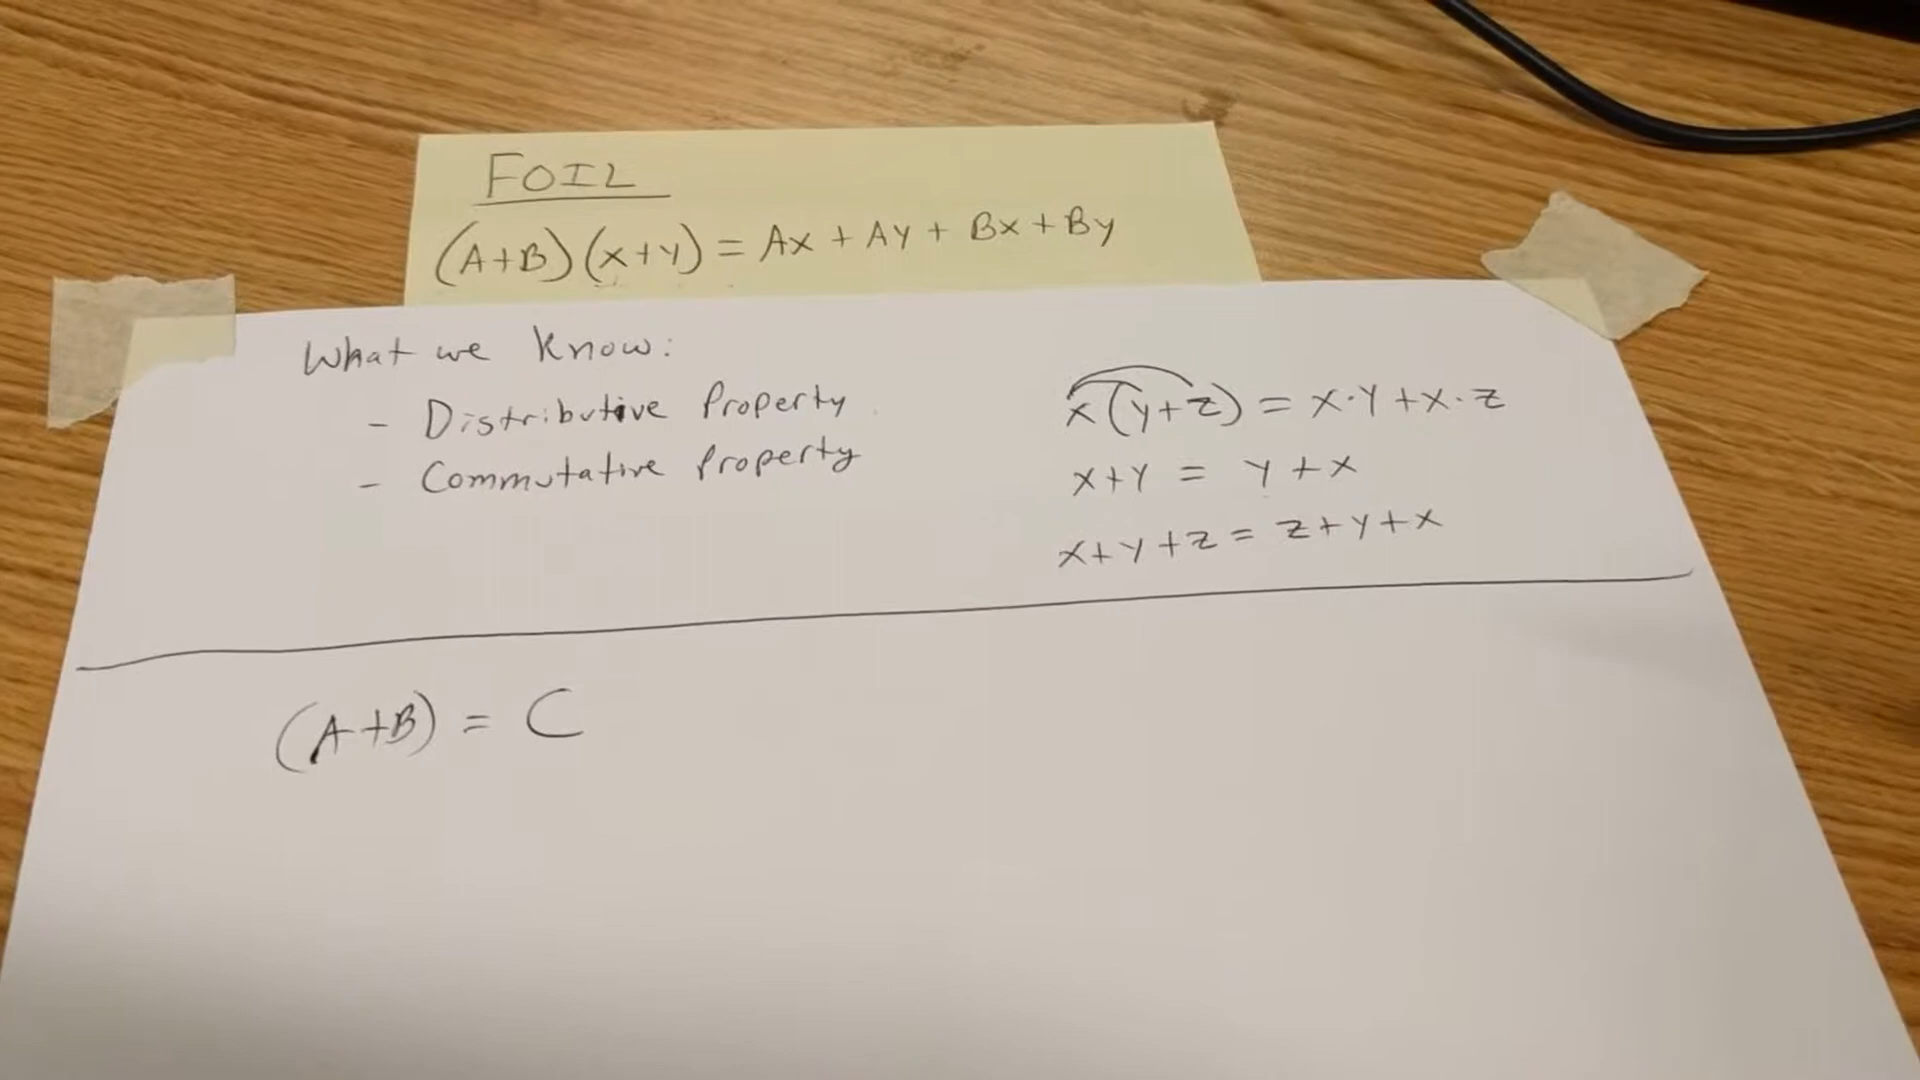 FOIL
(A+B)(x+y) = Ax + Ay + Bx + By
What we know:
- Distributive Property
x(y+z) = x·y + x·z
- Commutative Property
x+y = y+x
x+y+z = z+y+x
(A+B) = C